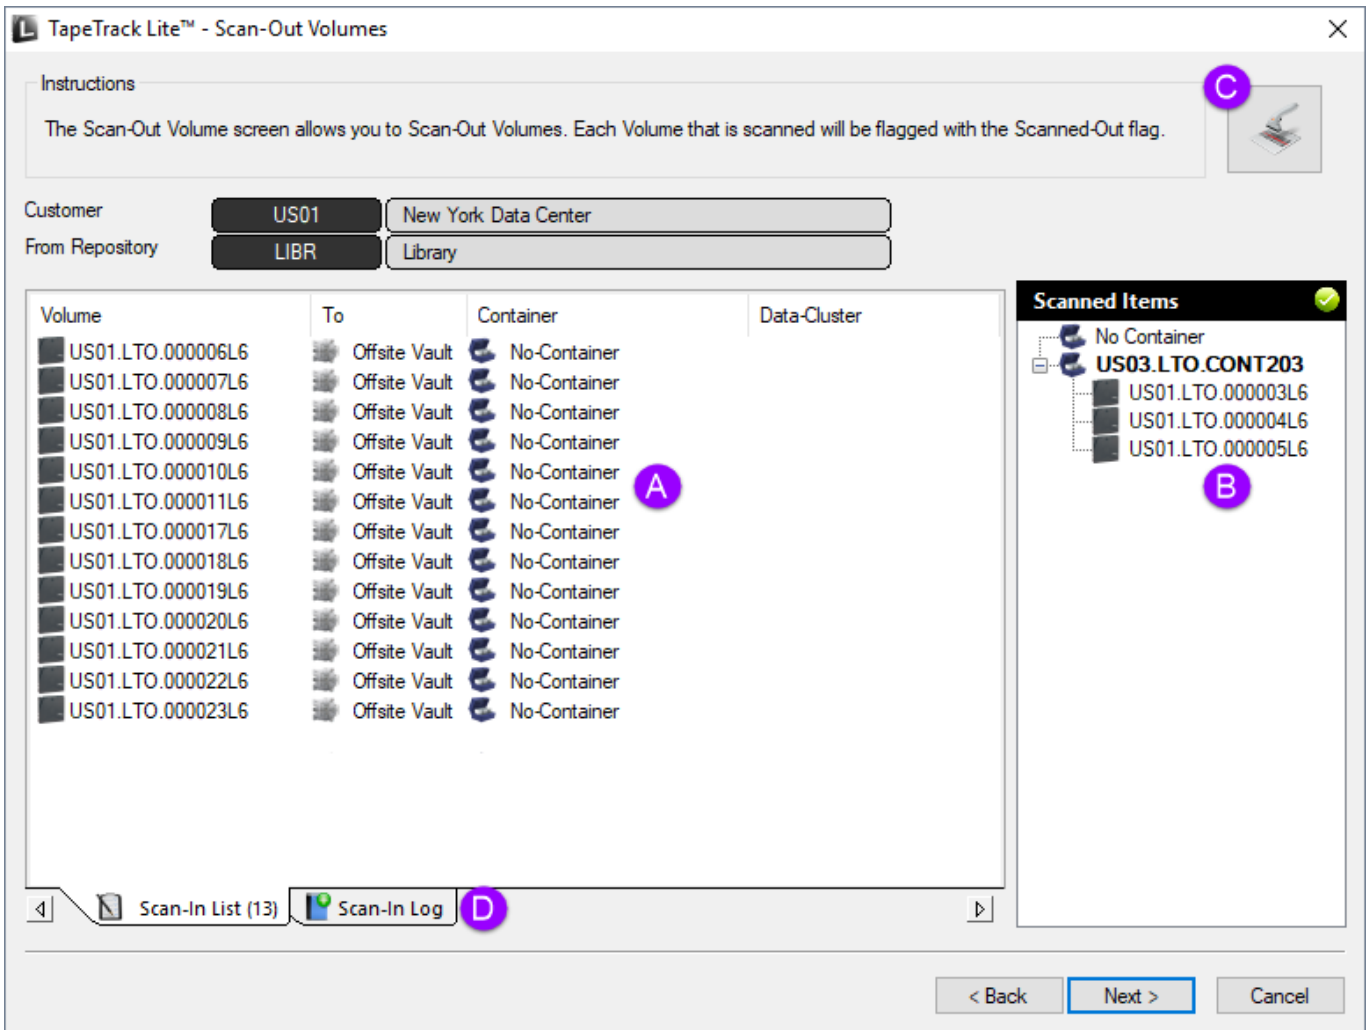 TapeTrack Lite™ - Scan-Out Volumes
Instructions
C
The Scan-Out Volume screen allows you to Scan-Out Volumes. Each Volume that is scanned will be flagged with the Scanned-Out flag.
Customer US01 New York Data Center
From Repository LIBR Library
Volume To Container Data-Cluster
US01.LTO.000006L6 Offsite Vault No-Container
US01.LTO.000007L6 Offsite Vault No-Container
US01.LTO.000008L6 Offsite Vault No-Container
US01.LTO.000009L6 Offsite Vault No-Container
US01.LTO.000010L6 Offsite Vault No-Container
US01.LTO.000011L6 Offsite Vault No-Container
US01.LTO.000017L6 Offsite Vault No-Container
US01.LTO.000018L6 Offsite Vault No-Container
US01.LTO.000019L6 Offsite Vault No-Container
US01.LTO.000020L6 Offsite Vault No-Container
US01.LTO.000021L6 Offsite Vault No-Container
US01.LTO.000022L6 Offsite Vault No-Container
US01.LTO.000023L6 Offsite Vault No-Container
A
Scanned Items
No Container
US03.LTO.CONT203
US01.LTO.000003L6
US01.LTO.000004L6
US01.LTO.000005L6
B
Scan-In List (13) Scan-In Log D
< Back Next > Cancel